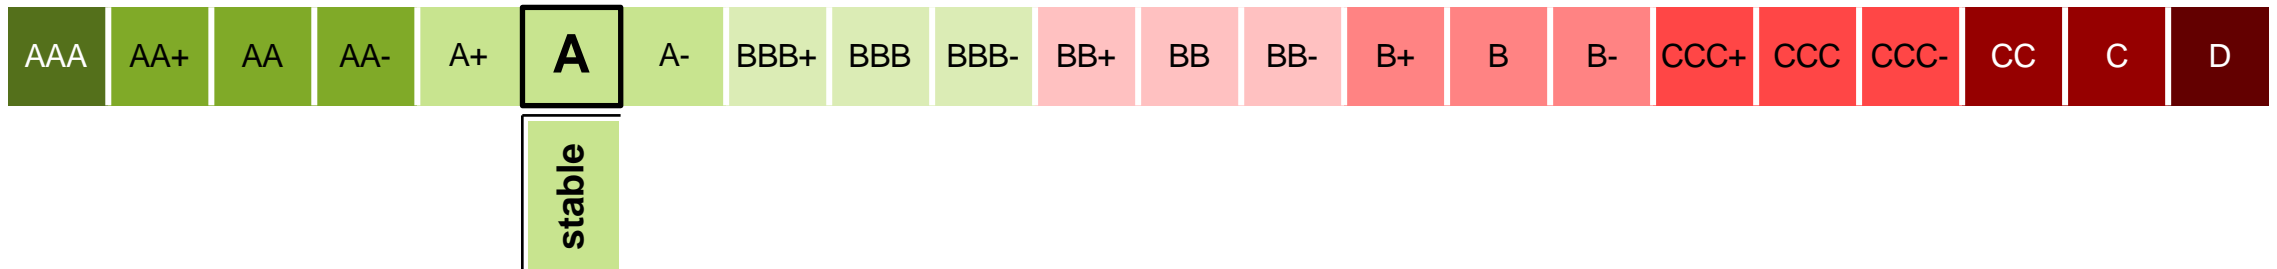 AAA AA+ AA AA- A+ A A- BBB+ BBB BBB- BB+ BB BB- B+ B B- CCC+ CCC CCC- CC C D
stable